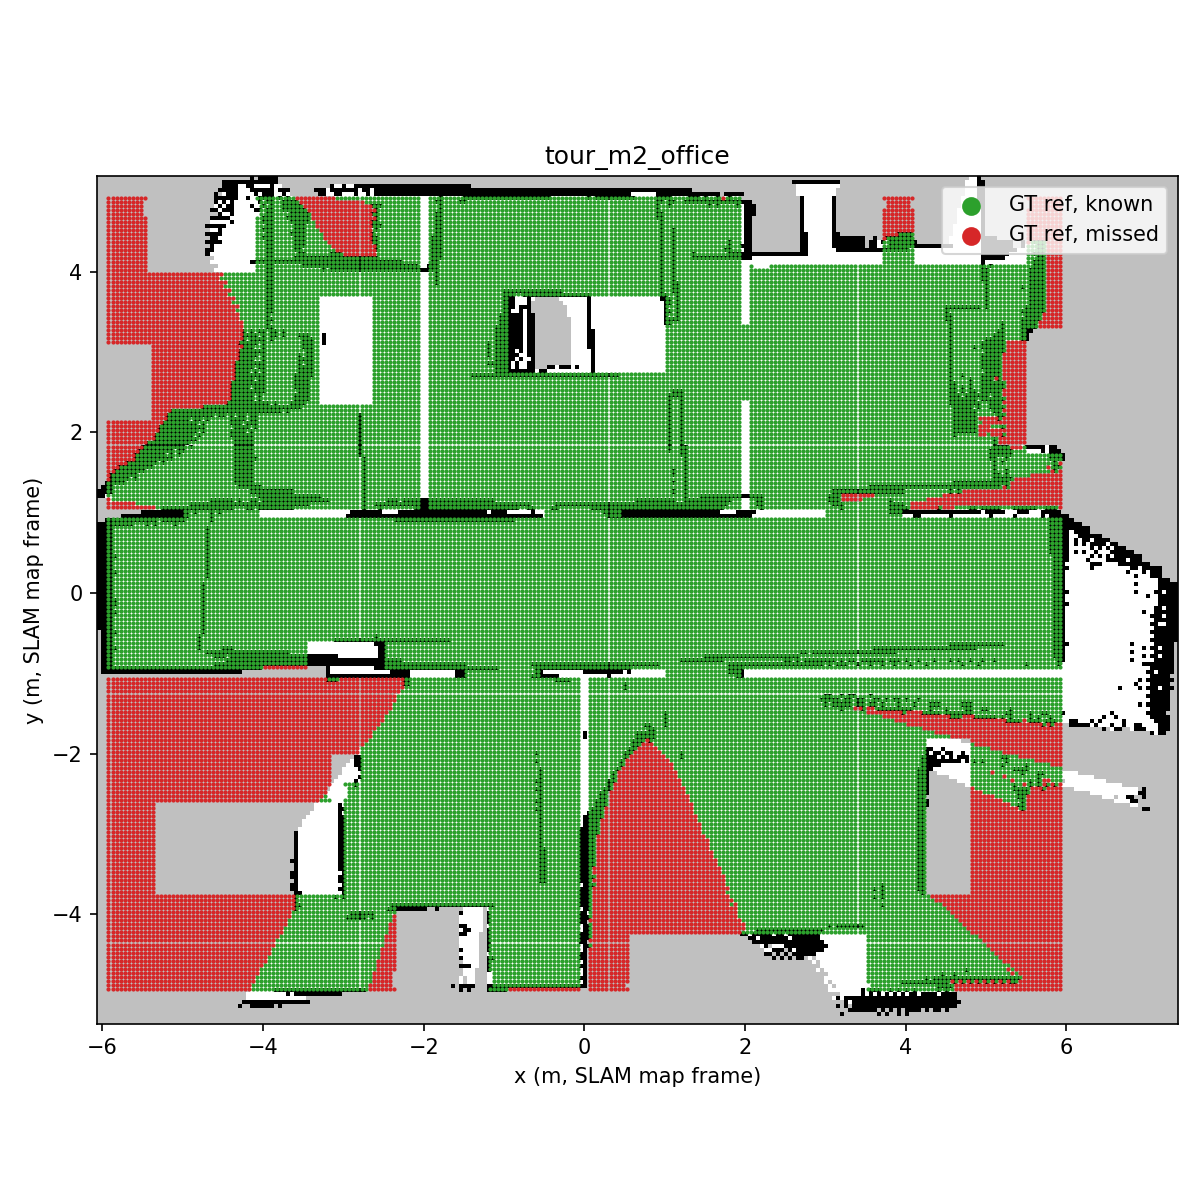 tour_m2_office
GT ref, known
GT ref, missed
4
2
0
−2
−4
y (m, SLAM map frame)
−6
−4
−2
0
2
4
6
x (m, SLAM map frame)